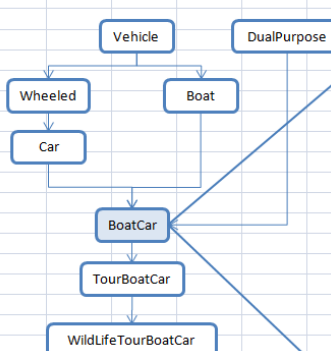 Vehicle
DualPurpose
Wheeled
Boat
Car
BoatCar
TourBoatCar
WildLifeTourBoatCar